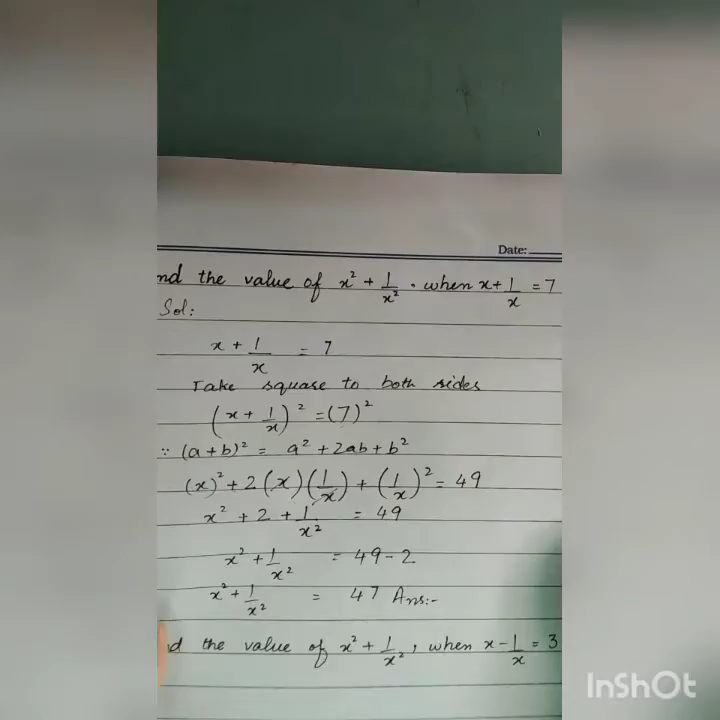 Date:
nd the value of x² + 1/x² . when x + 1/x = 7
Sol:
x + 1/x = 7
Take square to both sides
(x + 1/x)² = (7)²
∵ (a+b)² = a² + 2ab + b²
(x)² + 2(x)(1/x) + (1/x)² = 49
x² + 2 + 1/x² = 49
x² + 1/x² = 49 - 2
x² + 1/x² = 47 Ans:-
d the value of x² + 1/x², when x - 1/x = 3
InShOt